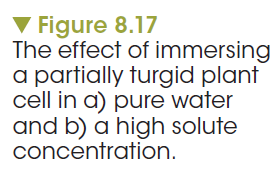 ▼ Figure 8.17
The effect of immersing
a partially turgid plant
cell in a) pure water
and b) a high solute
concentration.